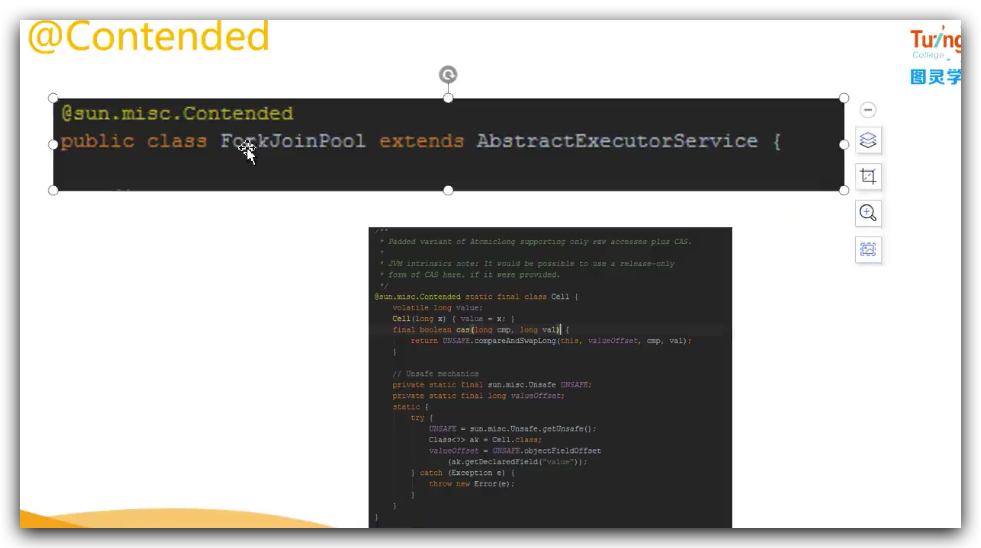 @Contended
Turing
College
图灵学
@sun.misc.Contended
public class ForkJoinPool extends AbstractExecutorService {
/**
* Padded variant of AtomicLong supporting only raw accesses plus CAS.
*
* JVM intrinsics note: It would be possible to use a release-only
* form of CAS here, if it were provided.
*/
@sun.misc.Contended static final class Cell {
volatile long value;
Cell(long x) { value = x; }
final boolean cas(long cmp, long val) {
return UNSAFE.compareAndSwapLong(this, valueOffset, cmp, val);
}
// Unsafe mechanics
private static final sun.misc.Unsafe UNSAFE;
private static final long valueOffset;
static {
try {
UNSAFE = sun.misc.Unsafe.getUnsafe();
Class<?> ak = Cell.class;
valueOffset = UNSAFE.objectFieldOffset
(ak.getDeclaredField("value"));
} catch (Exception e) {
throw new Error(e);
}
}
}